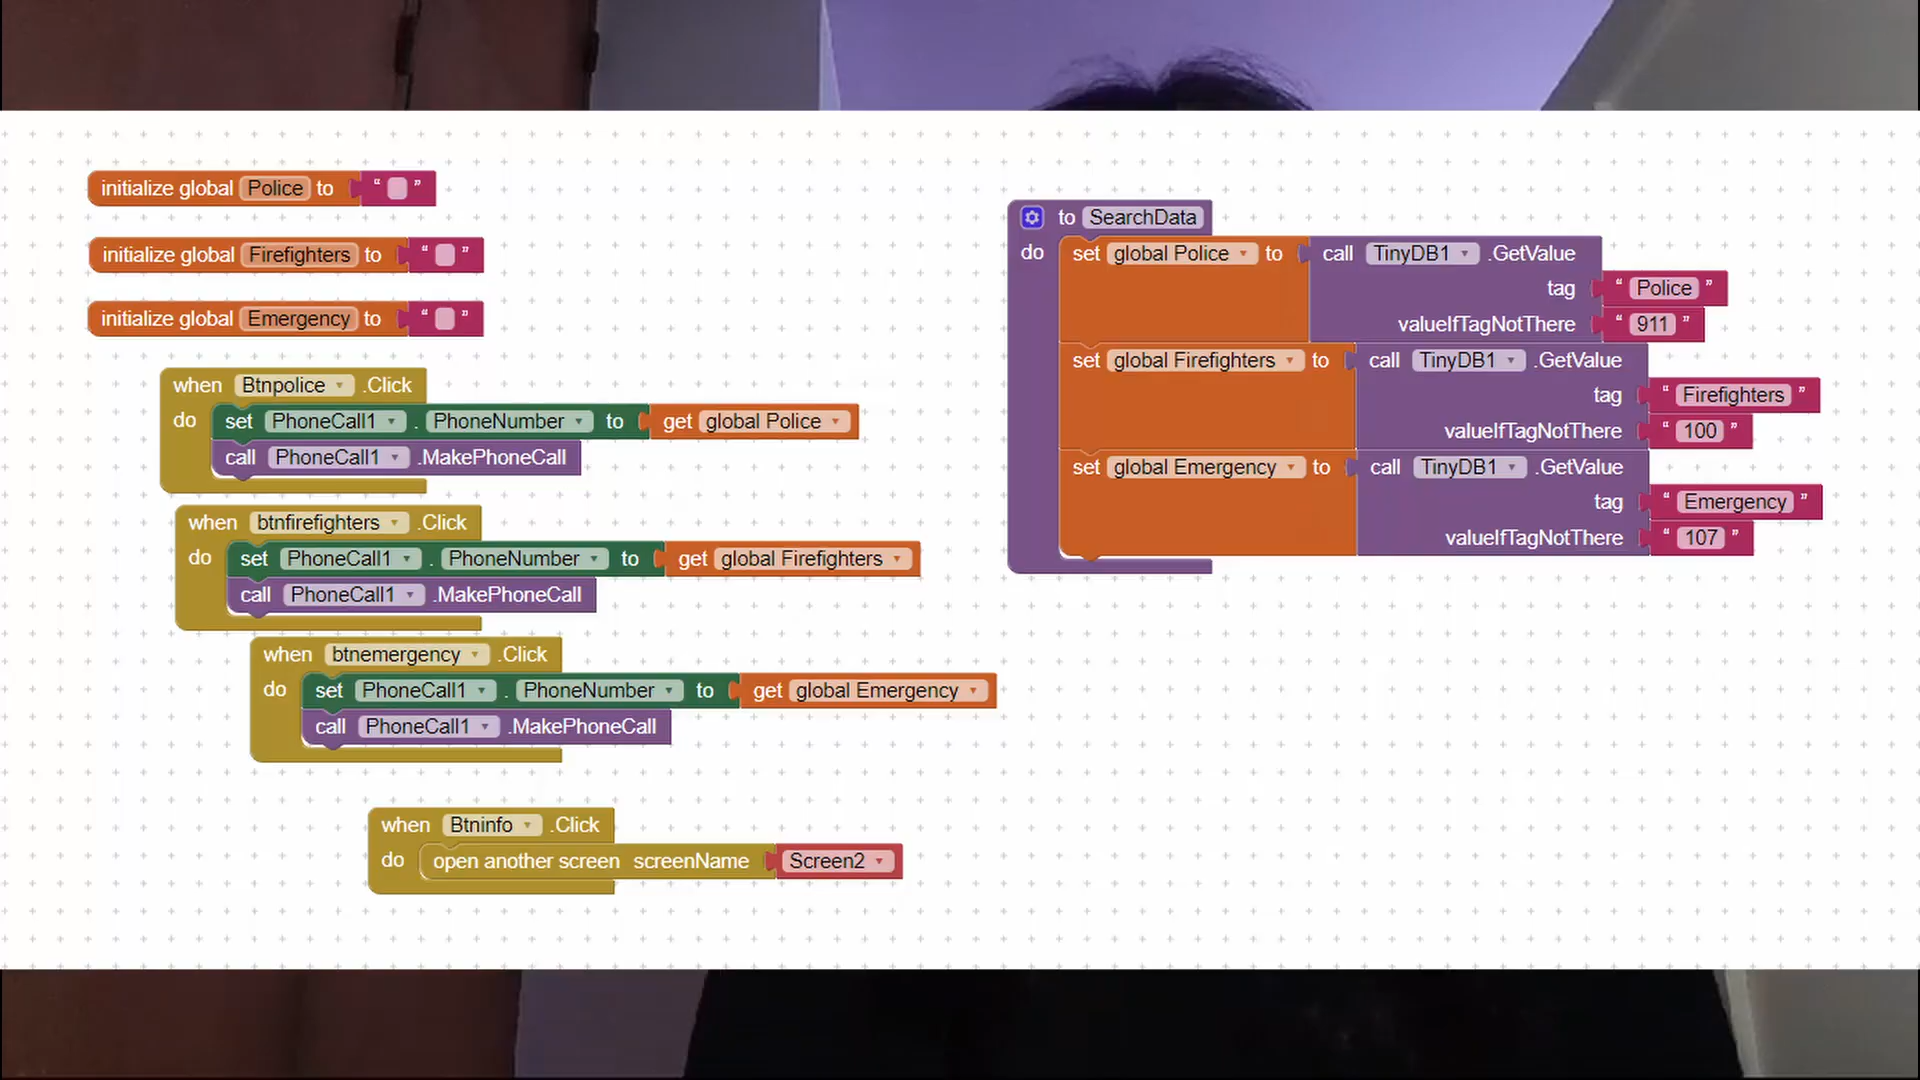 initialize global Police to “ ”
initialize global Firefighters to “ ”
initialize global Emergency to “ ”
when Btnpolice .Click
do set PhoneCall1 . PhoneNumber to get global Police
call PhoneCall1 .MakePhoneCall
when btnfirefighters .Click
do set PhoneCall1 . PhoneNumber to get global Firefighters
call PhoneCall1 .MakePhoneCall
when btnemergency .Click
do set PhoneCall1 . PhoneNumber to get global Emergency
call PhoneCall1 .MakePhoneCall
when Btninfo .Click
do open another screen screenName Screen2
to SearchData
do set global Police to call TinyDB1 .GetValue
tag “ Police ”
valueIfTagNotThere “ 911 ”
set global Firefighters to call TinyDB1 .GetValue
tag “ Firefighters ”
valueIfTagNotThere “ 100 ”
set global Emergency to call TinyDB1 .GetValue
tag “ Emergency ”
valueIfTagNotThere “ 107 ”